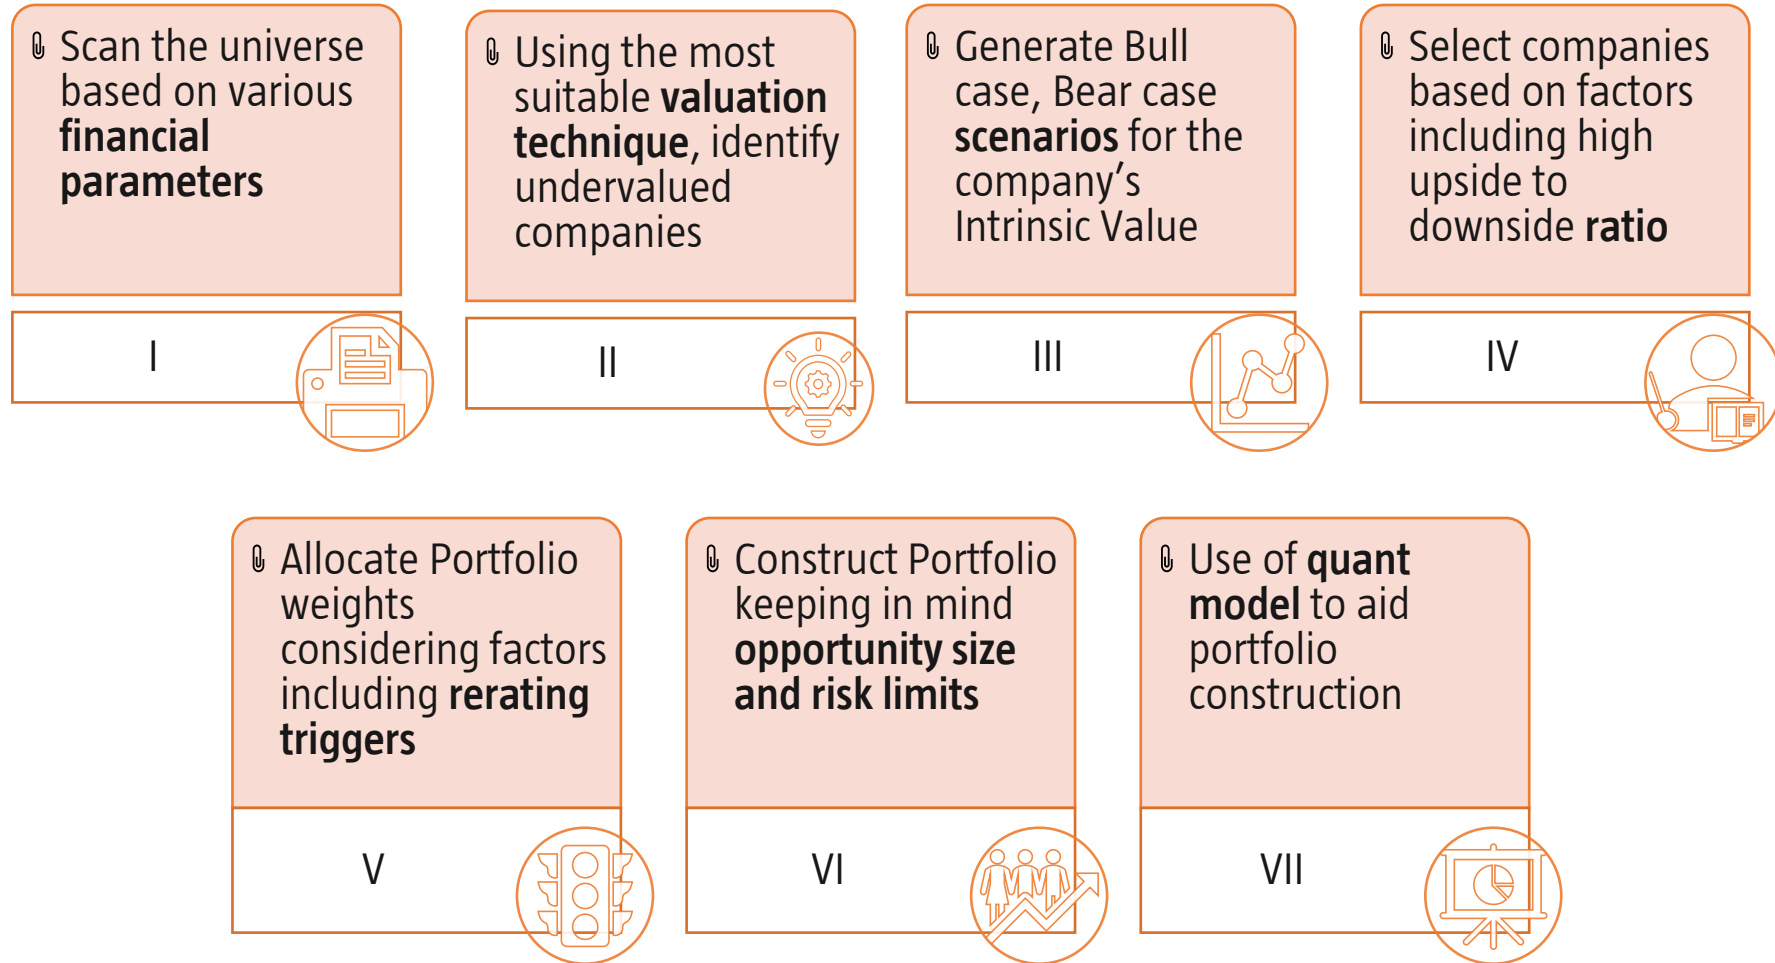 Scan the universe
based on various
financial
parameters
I
Using the most
suitable valuation
technique, identify
undervalued
companies
II
Generate Bull
case, Bear case
scenarios for the
company's
Intrinsic Value
III
Select companies
based on factors
including high
upside to
downside ratio
IV
Allocate Portfolio
weights
considering factors
including rerating
triggers
V
Construct Portfolio
keeping in mind
opportunity size
and risk limits
VI
Use of quant
model to aid
portfolio
construction
VII